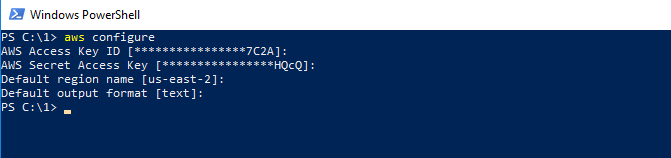 Windows PowerShell
PS C:\1> aws configure
AWS Access Key ID [****************7C2A]:
AWS Secret Access Key [****************HQcQ]:
Default region name [us-east-2]:
Default output format [text]:
PS C:\1>